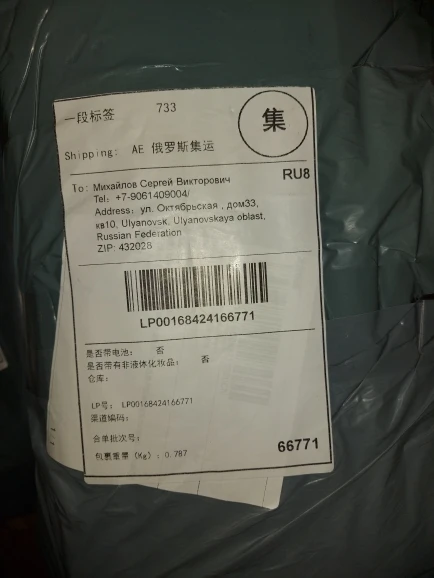 一段标签 733
集
Shipping: AE 俄罗斯集运
RU8
To: Михайлов Сергей Викторович
Tel: +7-9061409004/
Address: ул. Октябрьская , дом33,
кв10, Ulyanovsk, Ulyanovskaya oblast,
Russian Federation
ZIP: 432028
LP00168424166771
是否带电池: 否
是否带有非液体化妆品: 否
仓库:
LP号: LP00168424166771
渠道编码:
合单批次号:
66771
包裹重量 (Kg): 0.787